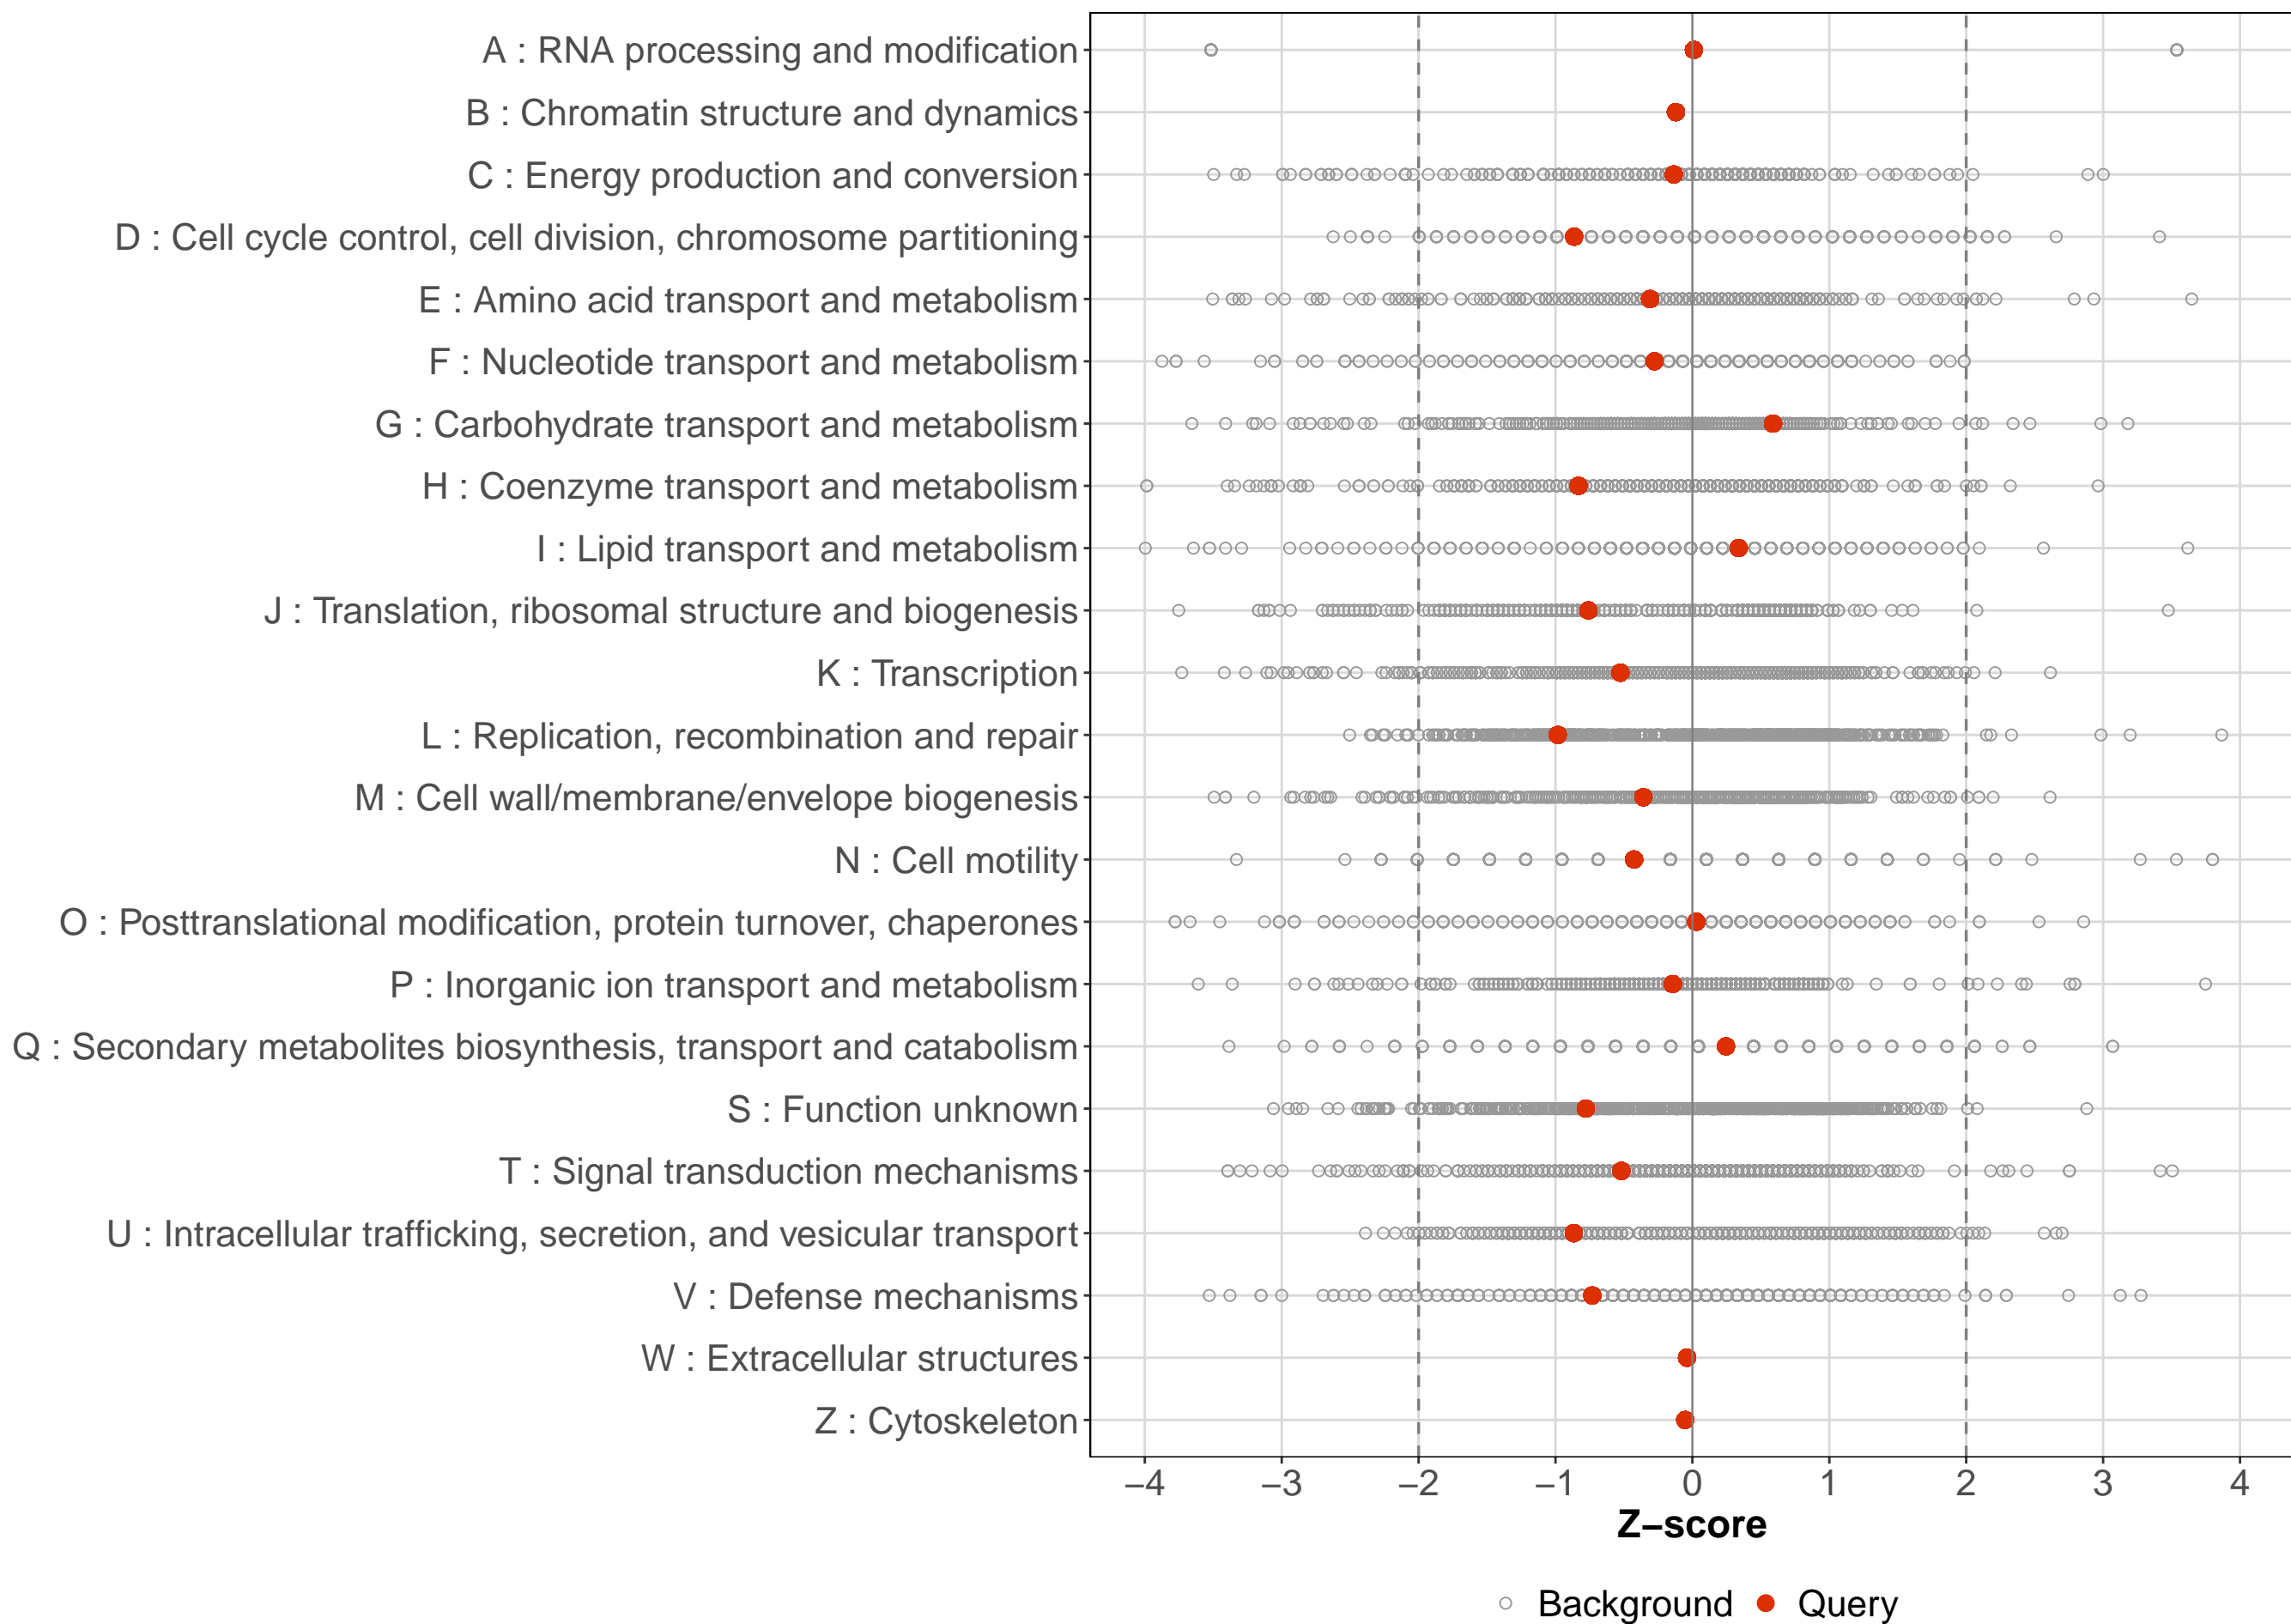 A : RNA processing and modification
B : Chromatin structure and dynamics
C : Energy production and conversion
D : Cell cycle control, cell division, chromosome partitioning
E : Amino acid transport and metabolism
F : Nucleotide transport and metabolism
G : Carbohydrate transport and metabolism
H : Coenzyme transport and metabolism
I : Lipid transport and metabolism
J : Translation, ribosomal structure and biogenesis
K : Transcription
L : Replication, recombination and repair
M : Cell wall/membrane/envelope biogenesis
N : Cell motility
O : Posttranslational modification, protein turnover, chaperones
P : Inorganic ion transport and metabolism
Q : Secondary metabolites biosynthesis, transport and catabolism
S : Function unknown
T : Signal transduction mechanisms
U : Intracellular trafficking, secretion, and vesicular transport
V : Defense mechanisms
W : Extracellular structures
Z : Cytoskeleton
−4 −3 −2 −1 0 1 2 3 4
Z−score
Background Query